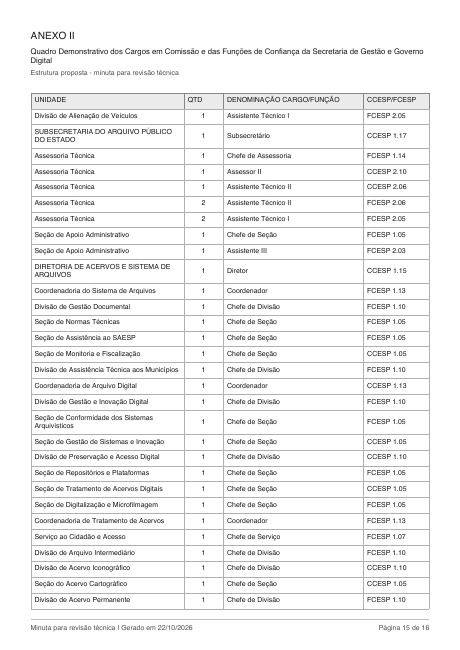 ANEXO II
Quadro Demonstrativo dos Cargos em Comissão e das Funções de Confiança da Secretaria de Gestão e Governo
Digital
Estrutura proposta - minuta para revisão técnica
UNIDADE QTD DENOMINAÇÃO CARGO/FUNÇÃO CCESP/FCESP
Divisão de Alienação de Veículos 1 Assistente Técnico I FCESP 2.05
SUBSECRETARIA DO ARQUIVO PÚBLICO
DO ESTADO 1 Subsecretário CCESP 1.17
Assessoria Técnica 1 Chefe de Assessoria FCESP 1.14
Assessoria Técnica 1 Assessor II CCESP 2.10
Assessoria Técnica 1 Assistente Técnico II CCESP 2.06
Assessoria Técnica 2 Assistente Técnico II FCESP 2.06
Assessoria Técnica 2 Assistente Técnico I FCESP 2.05
Seção de Apoio Administrativo 1 Chefe de Seção FCESP 1.05
Seção de Apoio Administrativo 1 Assistente III FCESP 2.03
DIRETORIA DE ACERVOS E SISTEMA DE
ARQUIVOS 1 Diretor CCESP 1.15
Coordenadoria do Sistema de Arquivos 1 Coordenador FCESP 1.13
Divisão de Gestão Documental 1 Chefe de Divisão FCESP 1.10
Seção de Normas Técnicas 1 Chefe de Seção FCESP 1.05
Seção de Assistência ao SAESP 1 Chefe de Seção FCESP 1.05
Seção de Monitoria e Fiscalização 1 Chefe de Seção CCESP 1.05
Divisão de Assistência Técnica aos Municípios 1 Chefe de Divisão FCESP 1.10
Coordenadoria de Arquivo Digital 1 Coordenador CCESP 1.13
Divisão de Gestão e Inovação Digital 1 Chefe de Divisão FCESP 1.10
Seção de Conformidade dos Sistemas
Arquivísticos 1 Chefe de Seção FCESP 1.05
Seção de Gestão de Sistemas e Inovação 1 Chefe de Seção CCESP 1.05
Divisão de Preservação e Acesso Digital 1 Chefe de Divisão CCESP 1.10
Seção de Repositórios e Plataformas 1 Chefe de Seção FCESP 1.05
Seção de Tratamento de Acervos Digitais 1 Chefe de Seção CCESP 1.05
Seção de Digitalização e Microfilmagem 1 Chefe de Seção FCESP 1.05
Coordenadoria de Tratamento de Acervos 1 Coordenador FCESP 1.13
Serviço ao Cidadão e Acesso 1 Chefe de Serviço FCESP 1.07
Divisão de Arquivo Intermediário 1 Chefe de Divisão FCESP 1.10
Divisão de Acervo Iconográfico 1 Chefe de Divisão CCESP 1.10
Seção do Acervo Cartográfico 1 Chefe de Seção CCESP 1.05
Divisão de Acervo Permanente 1 Chefe de Divisão FCESP 1.10
Minuta para revisão técnica | Gerado em 22/10/2026 Página 15 de 16